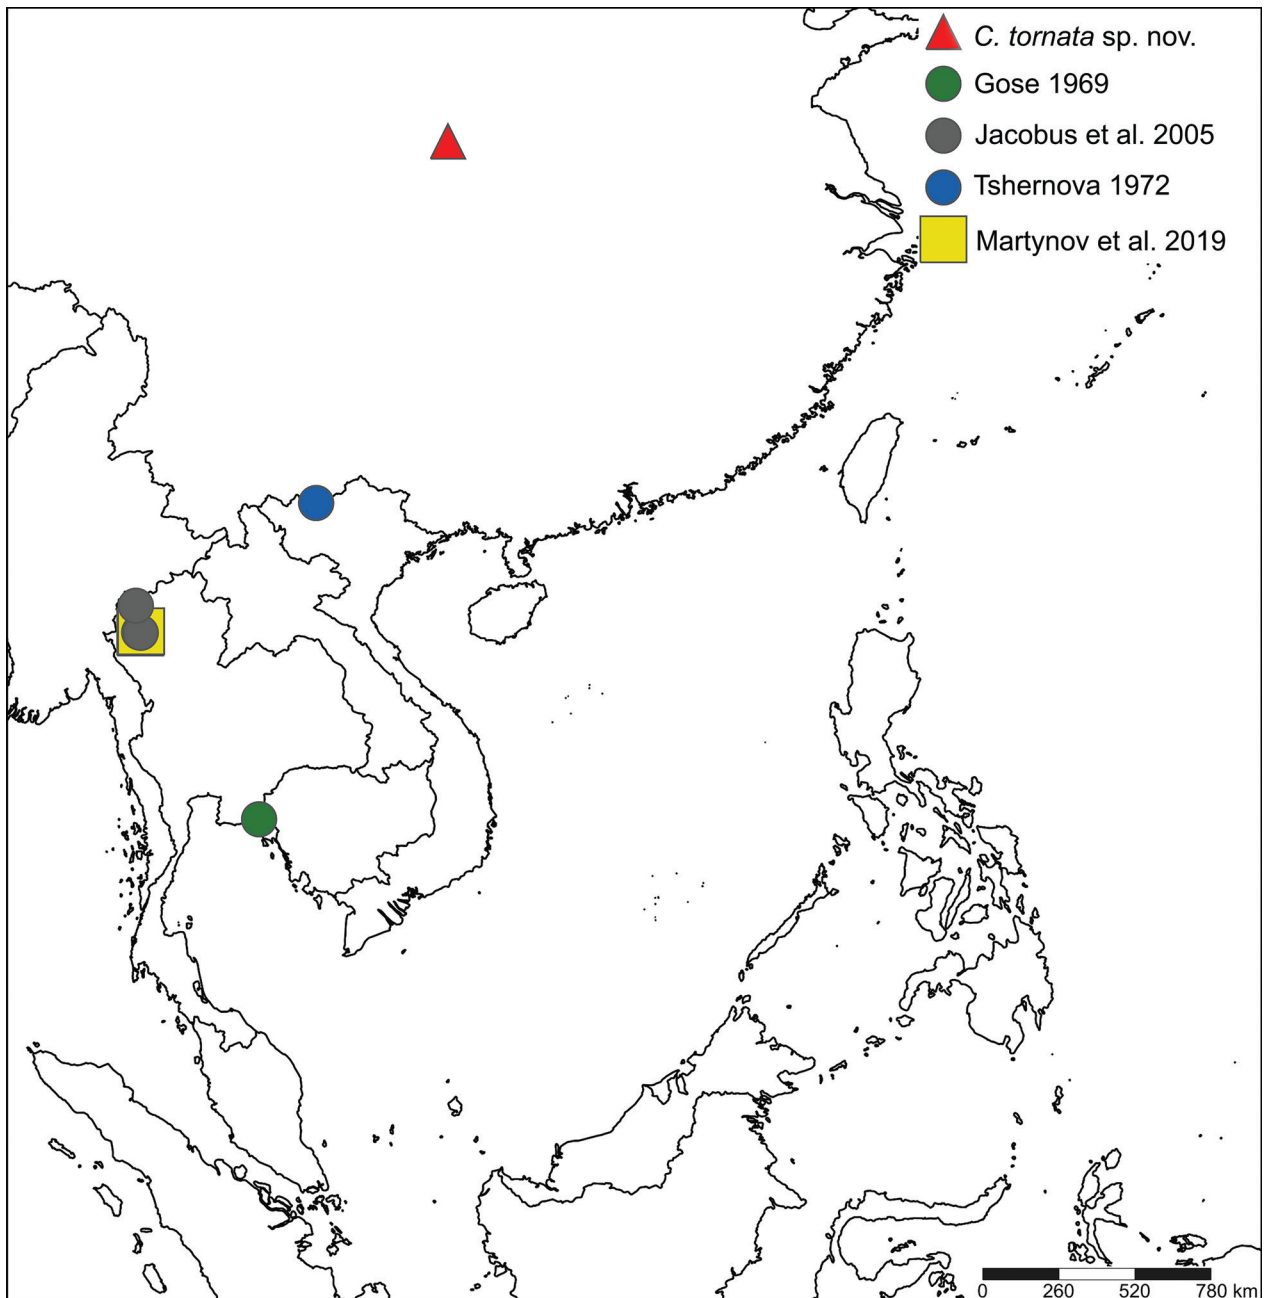 C. tornata sp. nov.
Gose 1969
Jacobus et al. 2005
Tshernova 1972
Martynov et al. 2019
0 260 520 780 km